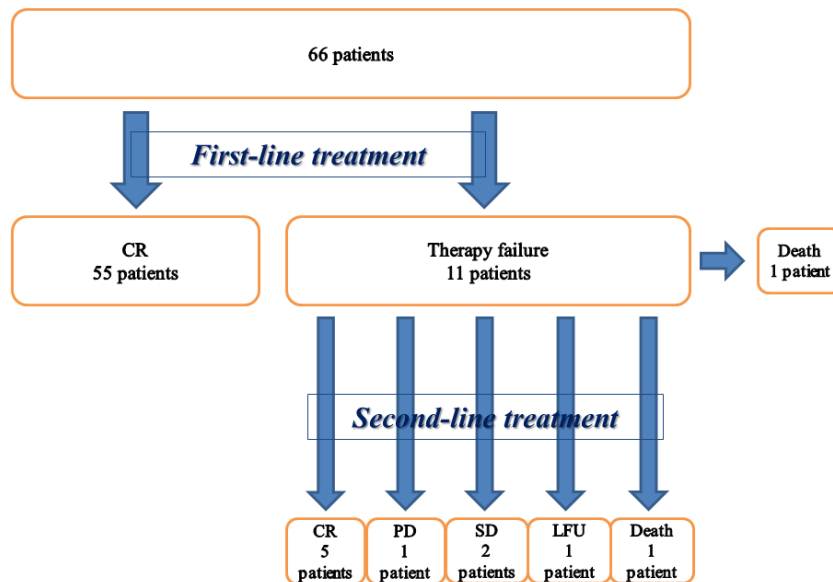 66 patients
First-line treatment
CR
55 patients
Therapy failure
11 patients
Death
1 patient
Second-line treatment
CR
5
patients
PD
1
patient
SD
2
patients
LFU
1
patient
Death
1
patient